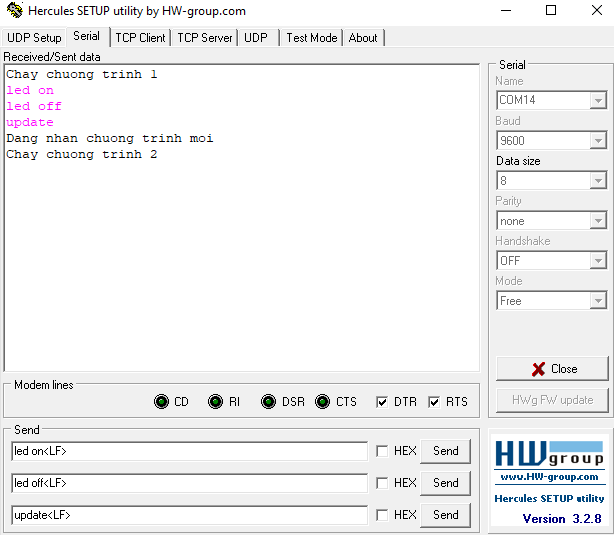 Hercules SETUP utility by HW-group.com
UDP Setup Serial TCP Client TCP Server UDP Test Mode About
Received/Sent data
Chay chuong trinh 1
led on
led off
update
Dang nhan chuong trinh moi
Chay chuong trinh 2
Serial
Name
COM14
Baud
9600
Data size
8
Parity
none
Handshake
OFF
Mode
Free
Close
HWg FW update
Modem lines
CD RI DSR CTS DTR RTS
Send
led on<LF> HEX Send
led off<LF> HEX Send
update<LF> HEX Send
HW group
www.HW-group.com
Hercules SETUP utility
Version 3.2.8